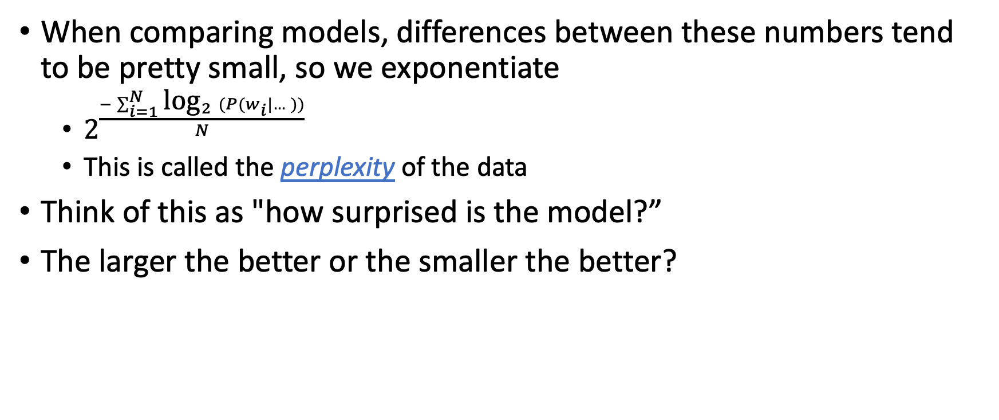 • When comparing models, differences between these numbers tend
to be pretty small, so we exponentiate
• 2^{\frac{-\sum_{i=1}^{N} \log_2 (P(w_i|...))}{N}}
• This is called the perplexity of the data
• Think of this as "how surprised is the model?”
• The larger the better or the smaller the better?